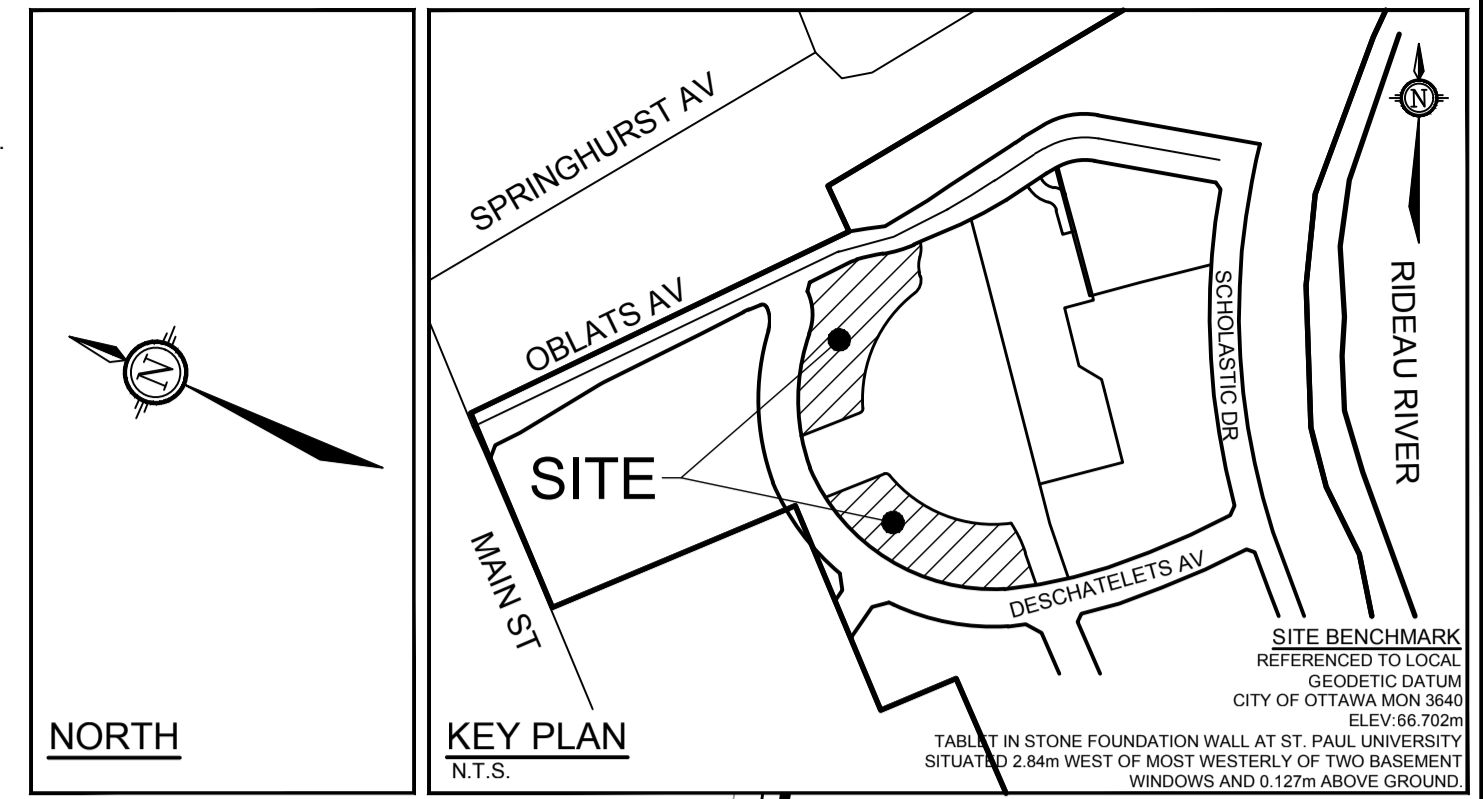 N
NORTH
SPRINGHURST AV
OBLATS AV
SITE
MAIN ST
SCHOLASTIC DR
DESCHATELETS AV
N
RIDEAU RIVER
KEY PLAN
N.T.S.
SITE BENCHMARK
REFERENCED TO LOCAL
GEODETIC DATUM
CITY OF OTTAWA MON 3640
ELEV:66.702m
TABLET IN STONE FOUNDATION WALL AT ST. PAUL UNIVERSITY
SITUATED 2.84m WEST OF MOST WESTERLY OF TWO BASEMENT
WINDOWS AND 0.127m ABOVE GROUND.